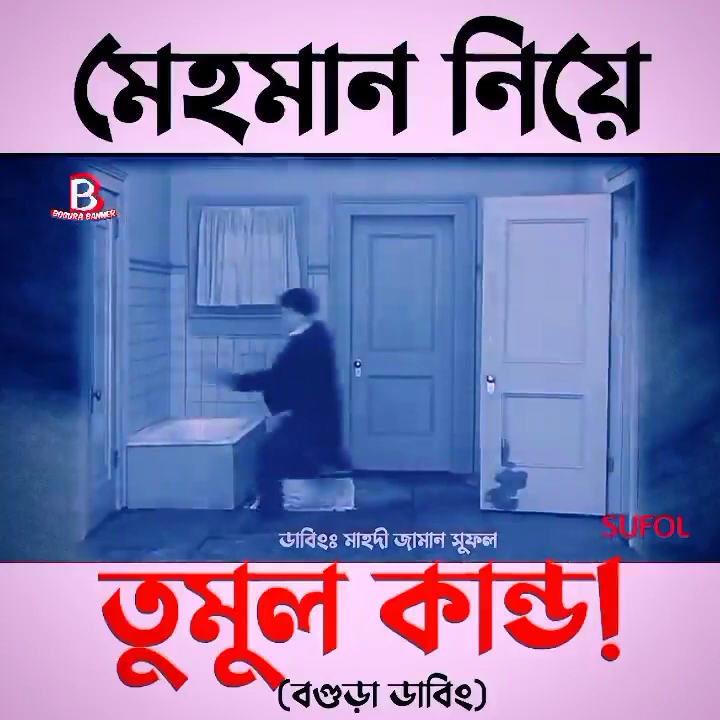 মেহমান নিয়ে
B
BOGURA BANNER
SUFOL
ডাবিংঃ মাহদী জামান সুফল
তুমুল কান্ড!
(বগুড়া ডাবিং)